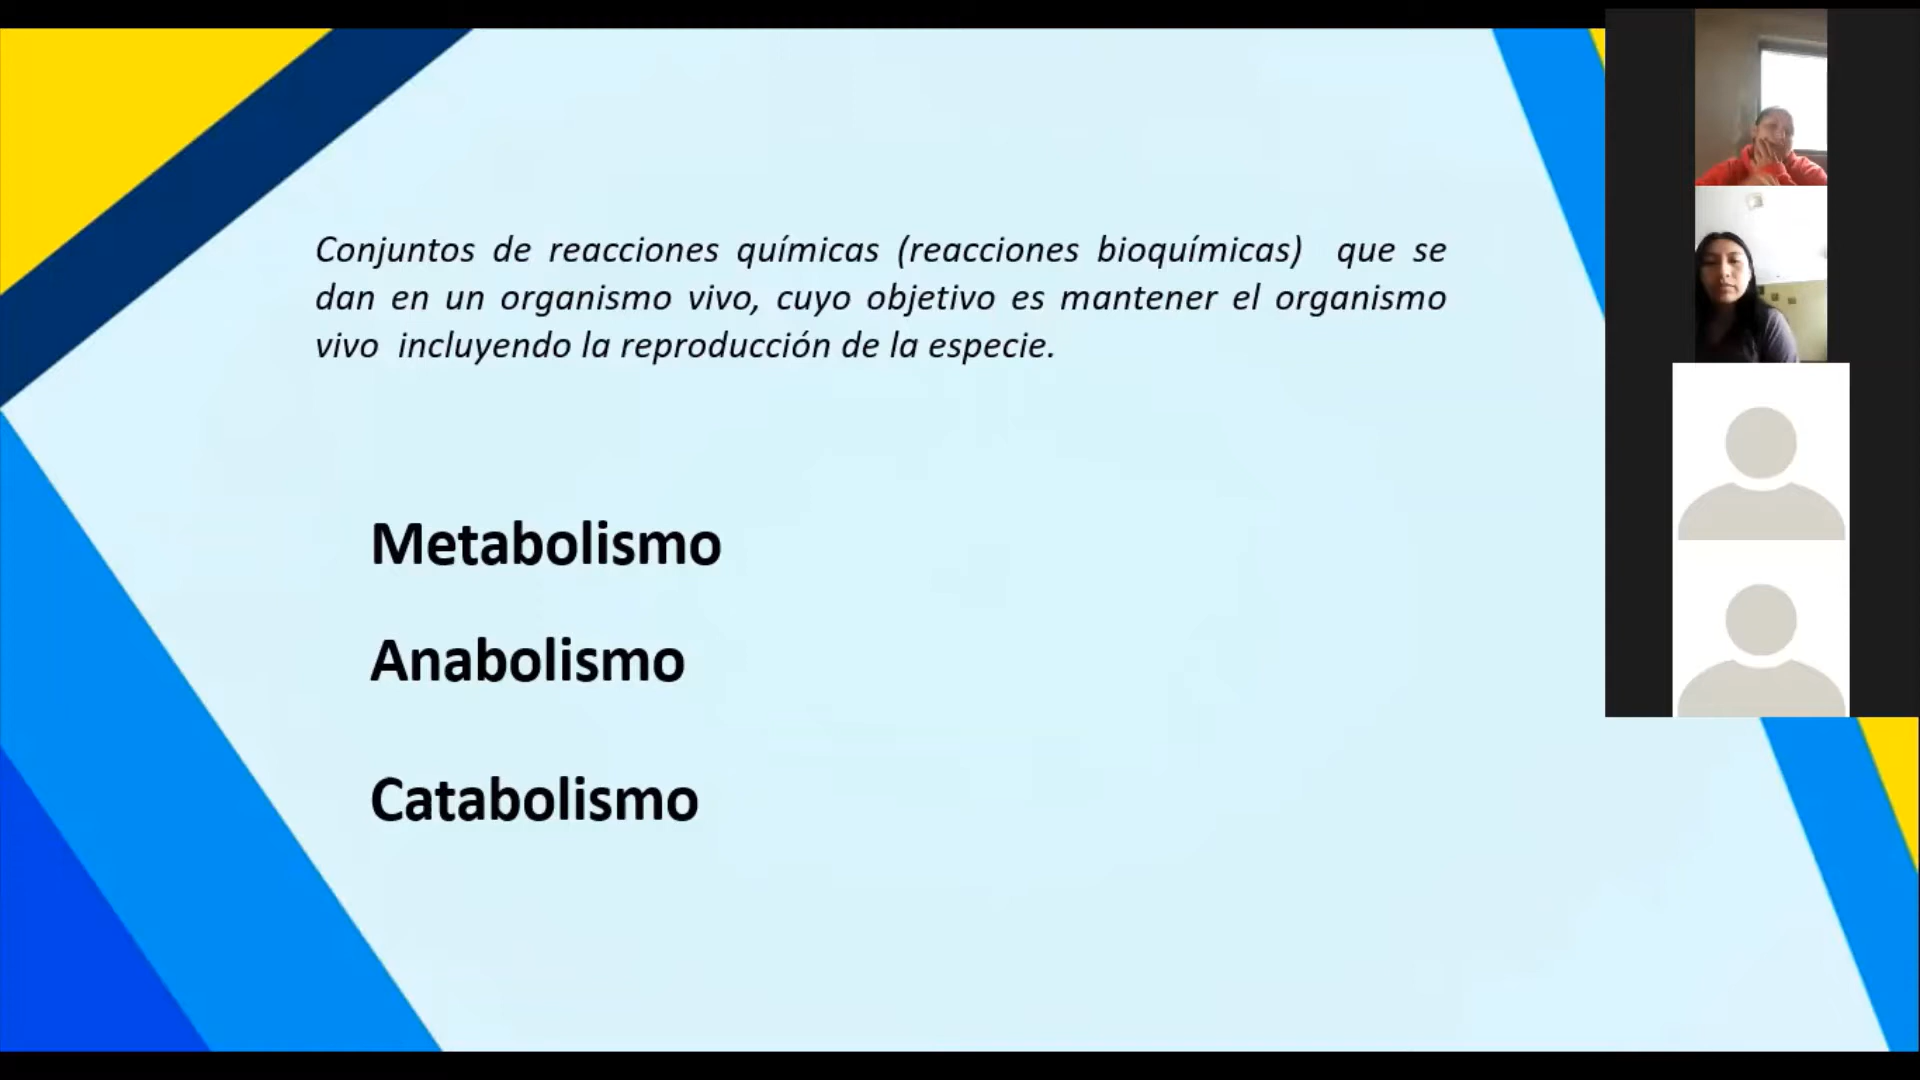 Conjuntos de reacciones químicas (reacciones bioquímicas) que se
dan en un organismo vivo, cuyo objetivo es mantener el organismo
vivo incluyendo la reproducción de la especie.
Metabolismo
Anabolismo
Catabolismo